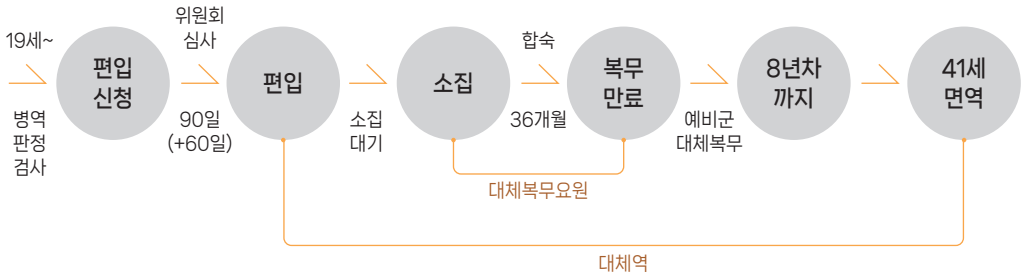 19세~
병역
판정
검사
편입
신청
위원회
심사
90일
(+60일)
편입
소집
대기
소집
합숙
36개월
복무
만료
예비군
대체복무
8년차
까지
41세
면역
대체복무요원
대체역